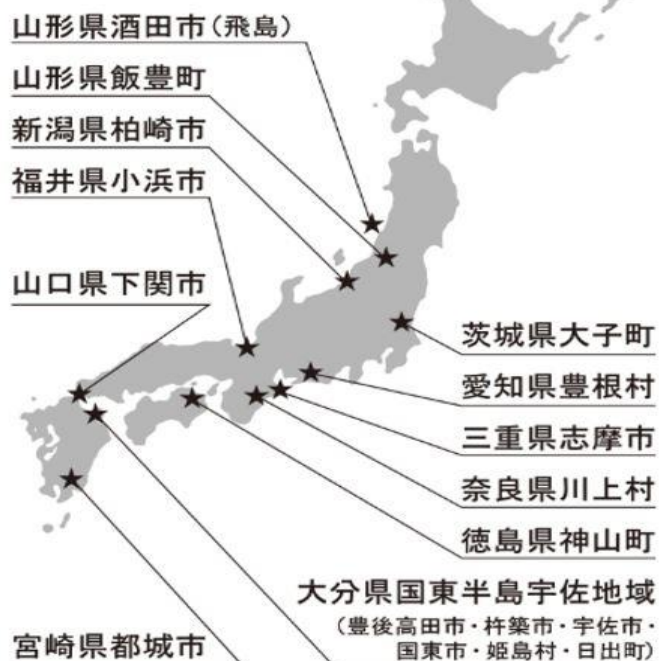 山形県酒田市(飛島)
山形県飯豊町
新潟県柏崎市
福井県小浜市
山口県下関市
茨城県大子町
愛知県豊根村
三重県志摩市
奈良県川上村
徳島県神山町
大分県国東半島宇佐地域
(豊後高田市・杵築市・宇佐市・
国東市・姫島村・日出町)
宮崎県都城市